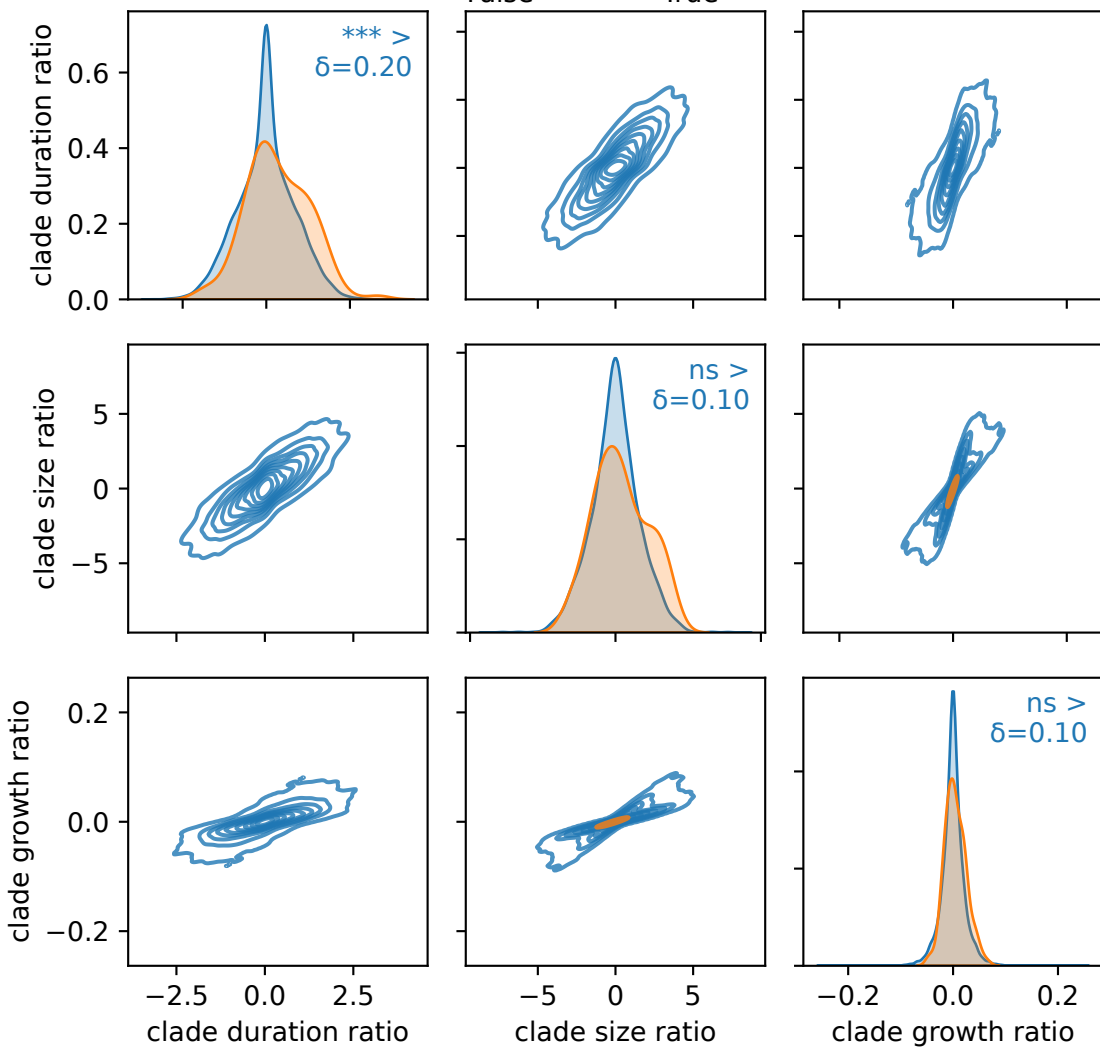 clade duration ratio
0.6
0.4
0.2
0.0
*** >
δ=0.20
clade size ratio
5
0
−5
ns >
δ=0.10
clade growth ratio
0.2
0.0
−0.2
ns >
δ=0.10
−2.5 0.0 2.5
−5 0 5
−0.2 0.0 0.2
clade duration ratio
clade size ratio
clade growth ratio